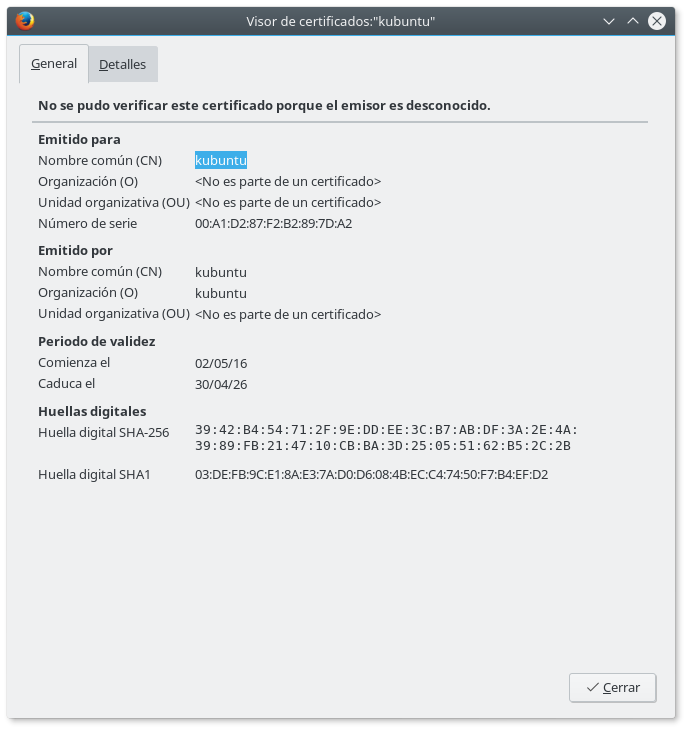 Visor de certificados:"kubuntu"
General Detalles
No se pudo verificar este certificado porque el emisor es desconocido.
Emitido para
Nombre común (CN) kubuntu
Organización (O) <No es parte de un certificado>
Unidad organizativa (OU) <No es parte de un certificado>
Número de serie 00:A1:D2:87:F2:B2:89:7D:A2
Emitido por
Nombre común (CN) kubuntu
Organización (O) kubuntu
Unidad organizativa (OU) <No es parte de un certificado>
Periodo de validez
Comienza el 02/05/16
Caduca el 30/04/26
Huellas digitales
Huella digital SHA-256 39:42:B4:54:71:2F:9E:DD:EE:3C:B7:AB:DF:3A:2E:4A:
39:89:FB:21:47:10:CB:BA:3D:25:05:51:62:B5:2C:2B
Huella digital SHA1 03:DE:FB:9C:E1:8A:E3:7A:D0:D6:08:4B:EC:C4:74:50:F7:B4:EF:D2
Cerrar